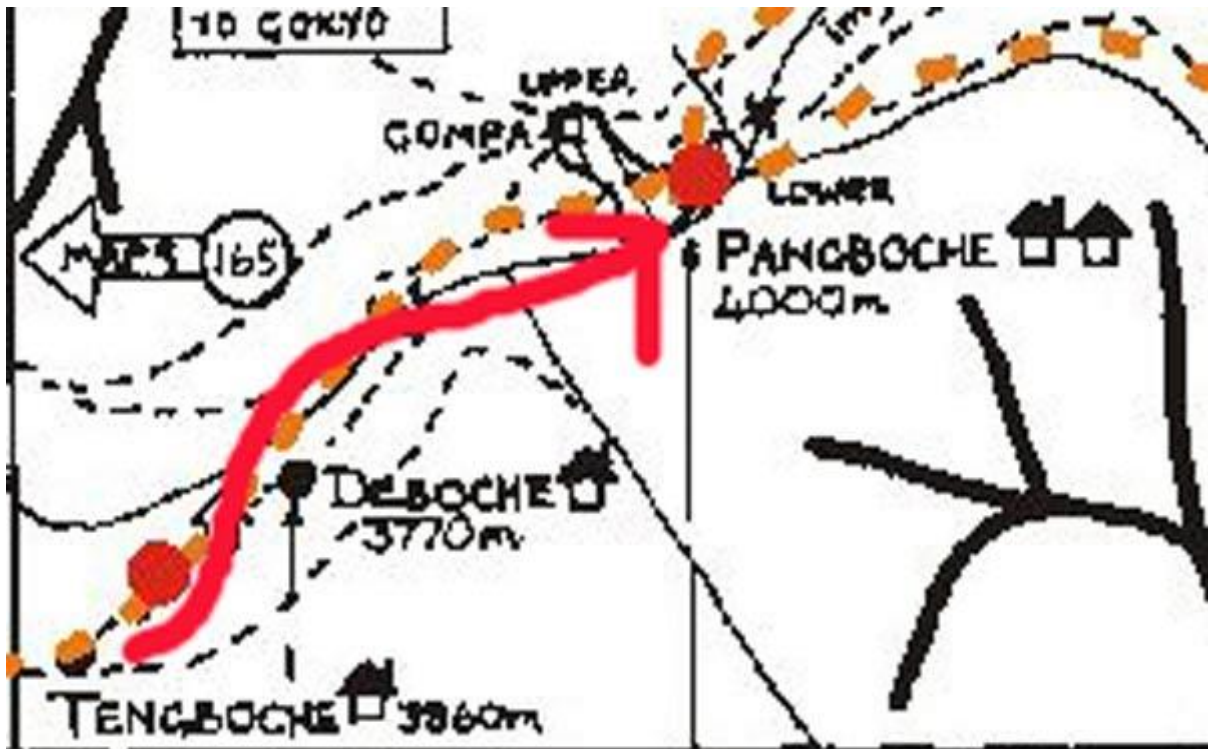 TO GOKYO
UPPER
GOMPA
LOWER
MAPS 165
PANGBOCHE
4000m
DEBOCHE
3770m
TENGBOCHE 3860m